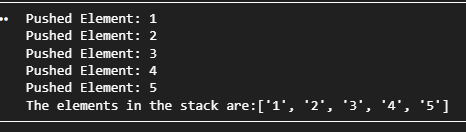 Pushed Element: 1
Pushed Element: 2
Pushed Element: 3
Pushed Element: 4
Pushed Element: 5
The elements in the stack are:['1', '2', '3', '4', '5']